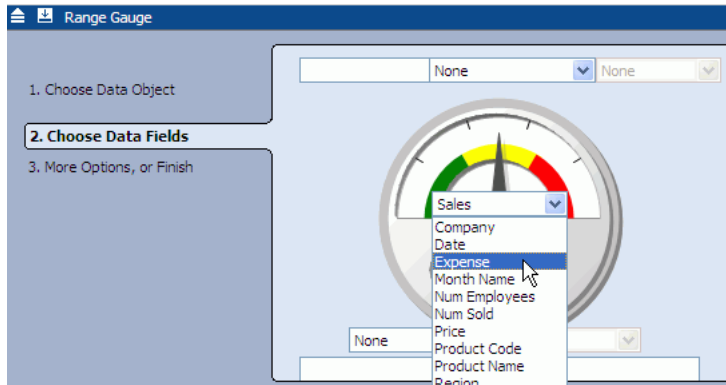 Range Gauge
1. Choose Data Object
2. Choose Data Fields
3. More Options, or Finish
None None
Sales
Company
Date
Expense
Month Name
Num Employees
Num Sold
Price
Product Code
Product Name
Region
None